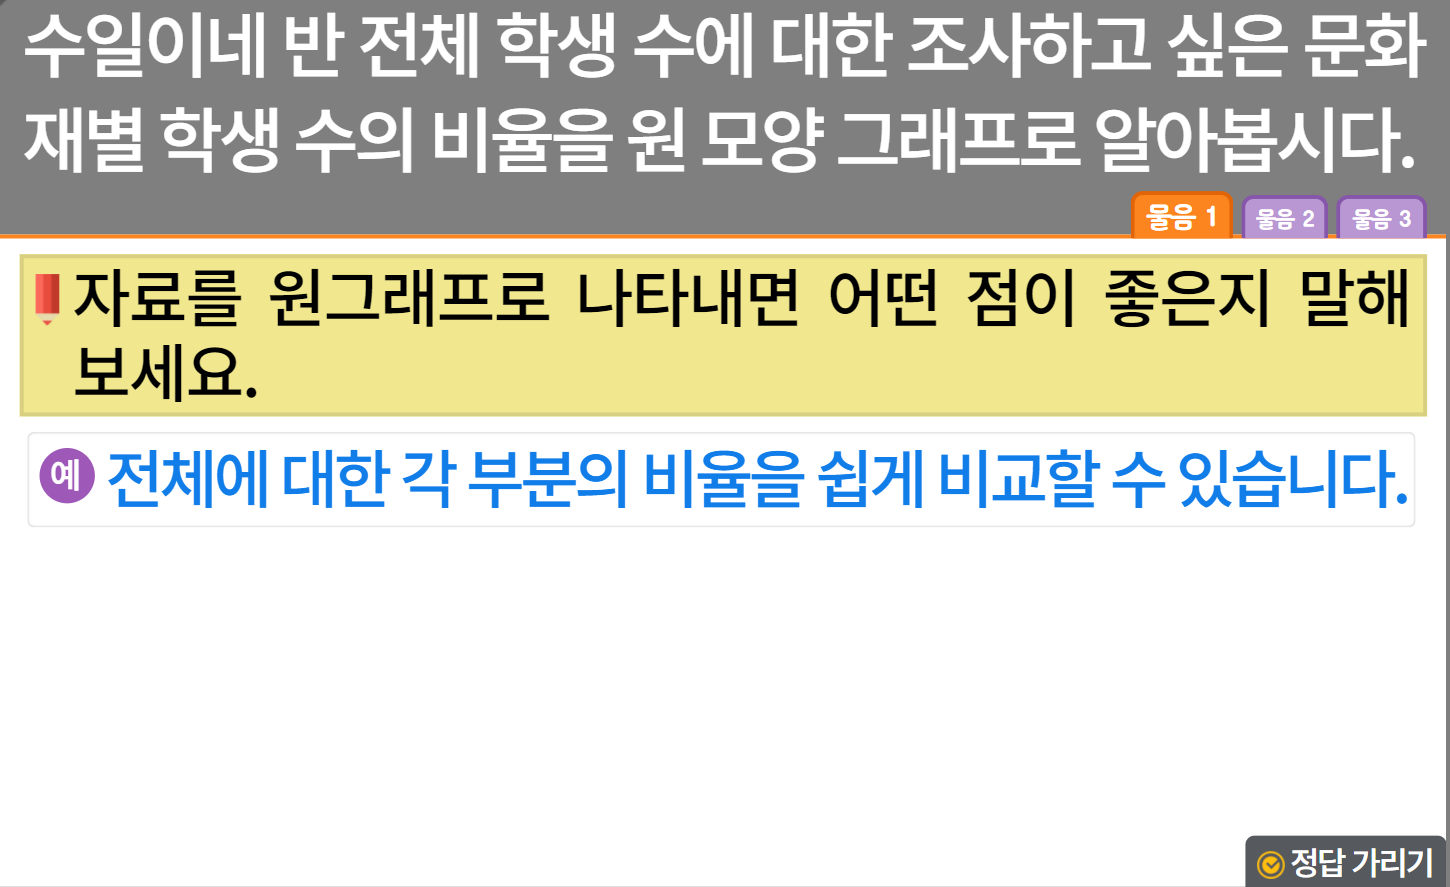 수일이네 반 전체 학생 수에 대한 조사하고 싶은 문화
재별 학생 수의 비율을 원 모양 그래프로 알아봅시다.
물음 1 물음 2 물음 3
자료를 원그래프로 나타내면 어떤 점이 좋은지 말해
보세요.
예 전체에 대한 각 부분의 비율을 쉽게 비교할 수 있습니다.
정답 가리기